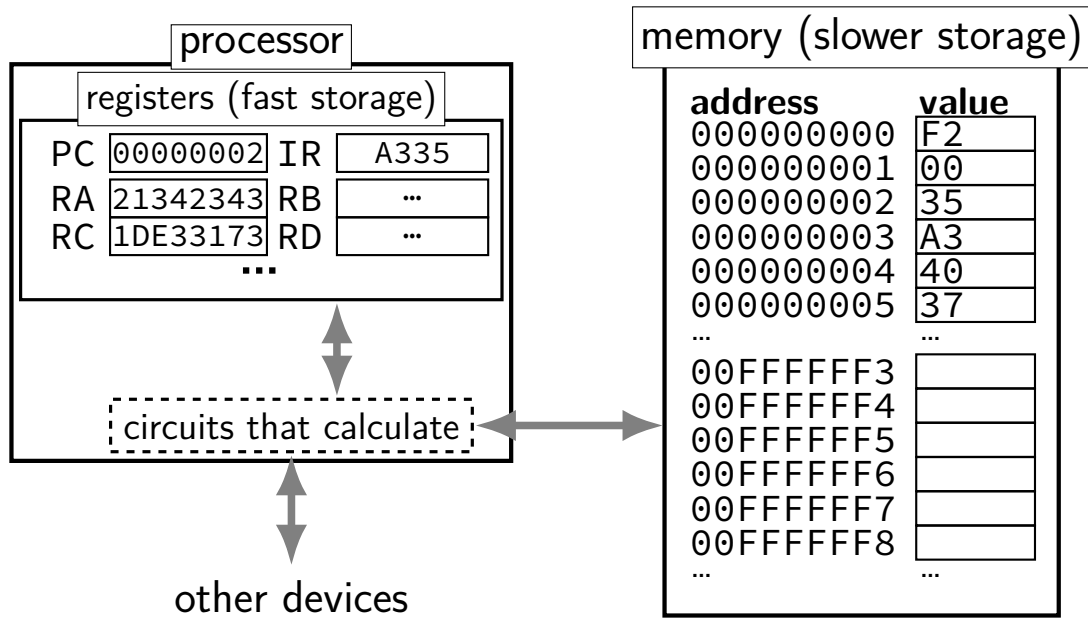 processor
registers (fast storage)
PC 00000002 IR A335
RA 21342343 RB ...
RC 1DE33173 RD ...
...
circuits that calculate
other devices
memory (slower storage)
address value
000000000 F2
000000001 00
000000002 35
000000003 A3
000000004 40
000000005 37
... ...
00FFFFFF3
00FFFFFF4
00FFFFFF5
00FFFFFF6
00FFFFFF7
00FFFFFF8
... ...